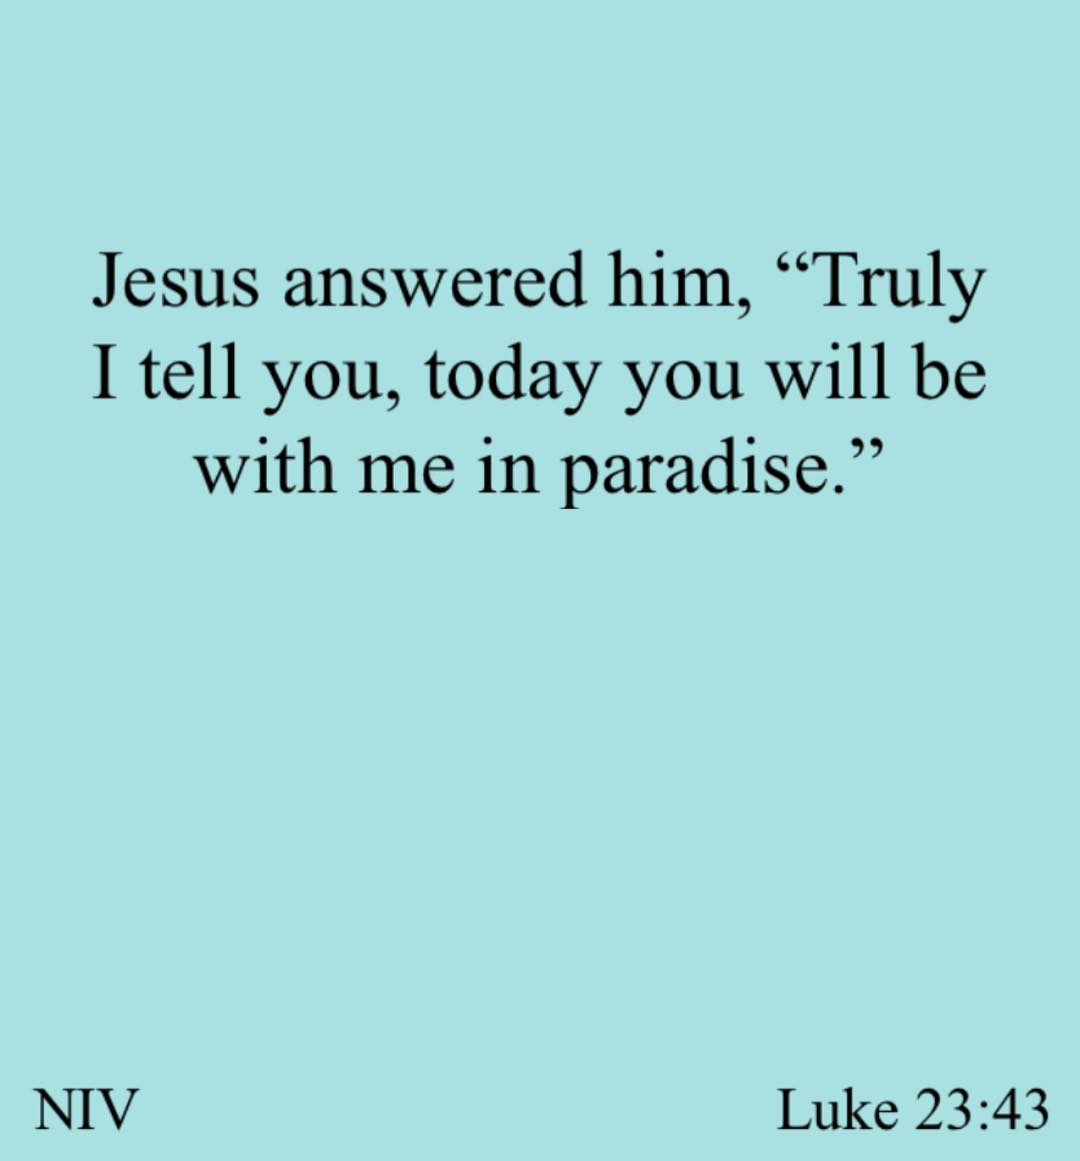 Jesus answered him, “Truly
I tell you, today you will be
with me in paradise.”
NIV
Luke 23:43